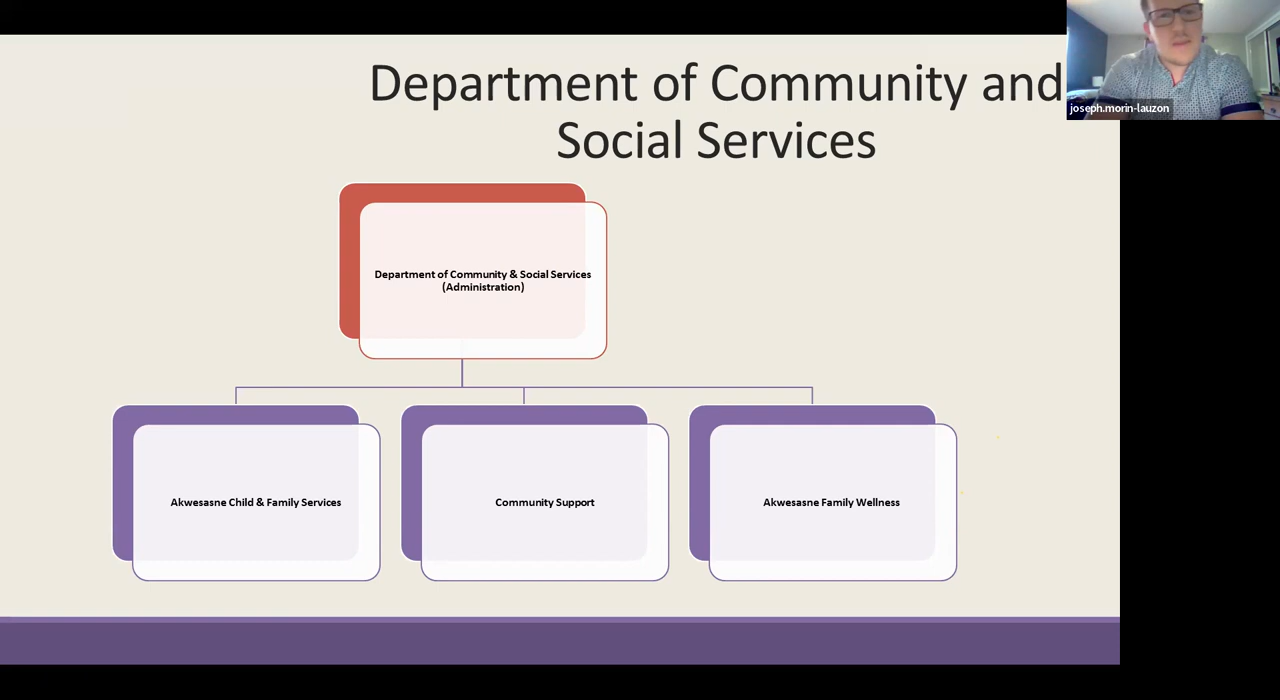 Department of Community and
Social Services
joseph.morin-lauzon
Department of Community & Social Services
(Administration)
Akwesasne Child & Family Services
Community Support
Akwesasne Family Wellness